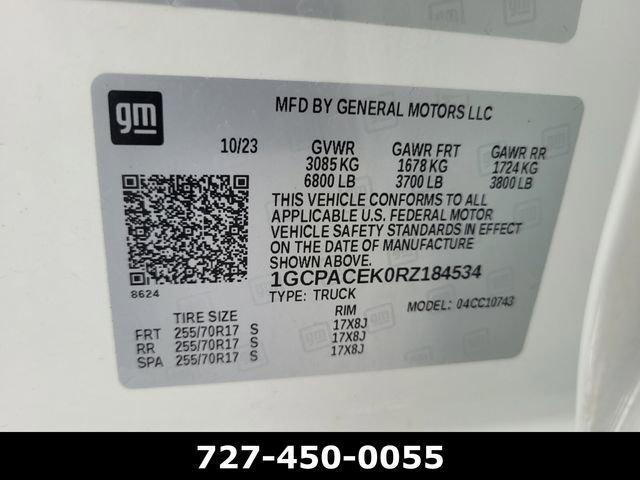 gm
MFD BY GENERAL MOTORS LLC
10/23 GVWR GAWR FRT GAWR RR
3085 KG 1678 KG 1724 KG
6800 LB 3700 LB 3800 LB
THIS VEHICLE CONFORMS TO ALL
APPLICABLE U.S. FEDERAL MOTOR
VEHICLE SAFETY STANDARDS IN EFFECT
ON THE DATE OF MANUFACTURE
SHOWN ABOVE.
1GCPACEK0RZ184534
8624
TYPE: TRUCK MODEL: 04CC10743
TIRE SIZE RIM
FRT 255/70R17 S 17X8J
RR 255/70R17 S 17X8J
SPA 255/70R17 S 17X8J
727-450-0055